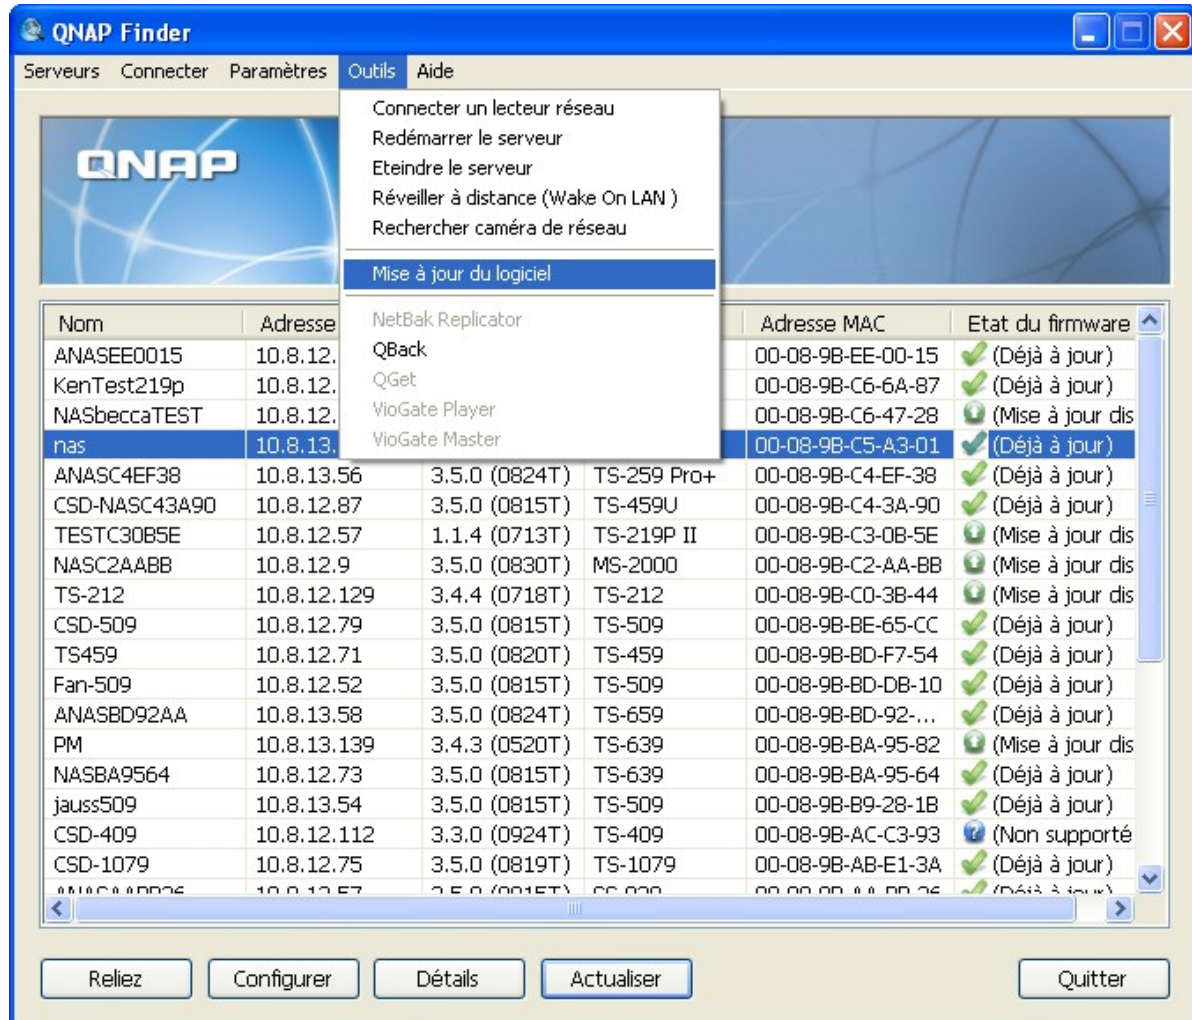 QNAP Finder
Serveurs Connecter Paramètres Outils Aide
Connecter un lecteur réseau
Redémarrer le serveur
Eteindre le serveur
Réveiller à distance (Wake On LAN )
Rechercher caméra de réseau
Mise à jour du logiciel
NetBak Replicator
QBack
QGet
VioGate Player
VioGate Master
QNAP
Nom Adresse Adresse MAC Etat du firmware
ANASEE0015 10.8.12. 00-08-9B-EE-00-15 (Déjà à jour)
KenTest219p 10.8.12. 00-08-9B-C6-6A-87 (Déjà à jour)
NASbeccaTEST 10.8.12. 00-08-9B-C6-47-28 (Mise à jour dis
nas 10.8.13. 00-08-9B-C5-A3-01 (Déjà à jour)
ANASC4EF38 10.8.13.56 3.5.0 (0824T) TS-259 Pro+ 00-08-9B-C4-EF-38 (Déjà à jour)
CSD-NASC43A90 10.8.12.87 3.5.0 (0815T) TS-459U 00-08-9B-C4-3A-90 (Déjà à jour)
TESTC30B5E 10.8.12.57 1.1.4 (0713T) TS-219P II 00-08-9B-C3-0B-5E (Mise à jour dis
NASC2AABB 10.8.12.9 3.5.0 (0830T) MS-2000 00-08-9B-C2-AA-BB (Mise à jour dis
TS-212 10.8.12.129 3.4.4 (0718T) TS-212 00-08-9B-C0-3B-44 (Mise à jour dis
CSD-509 10.8.12.79 3.5.0 (0815T) TS-509 00-08-9B-BE-65-CC (Déjà à jour)
TS459 10.8.12.71 3.5.0 (0820T) TS-459 00-08-9B-BD-F7-54 (Déjà à jour)
Fan-509 10.8.12.52 3.5.0 (0815T) TS-509 00-08-9B-BD-DB-10 (Déjà à jour)
ANASBD92AA 10.8.13.58 3.5.0 (0824T) TS-659 00-08-9B-BD-92-... (Déjà à jour)
PM 10.8.13.139 3.4.3 (0520T) TS-639 00-08-9B-BA-95-82 (Mise à jour dis
NASBA9564 10.8.12.73 3.5.0 (0815T) TS-639 00-08-9B-BA-95-64 (Déjà à jour)
jauss509 10.8.13.54 3.5.0 (0815T) TS-509 00-08-9B-B9-28-1B (Déjà à jour)
CSD-409 10.8.12.112 3.3.0 (0924T) TS-409 00-08-9B-AC-C3-93 (Non supporté
CSD-1079 10.8.12.75 3.5.0 (0819T) TS-1079 00-08-9B-AB-E1-3A (Déjà à jour)
Reliez Configurer Détails Actualiser Quitter